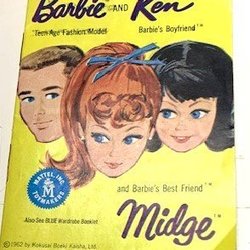 Barbie AND Ken
Teen Age Fashion Model Barbie's Boyfriend™
MATTEL, INC.
TOYMAKERS
M
and Barbie's Best Friend™
Also See BLUE Wardrobe Booklet
Midge™
©1962 by Kokusai Boeki Kaisha, Ltd.